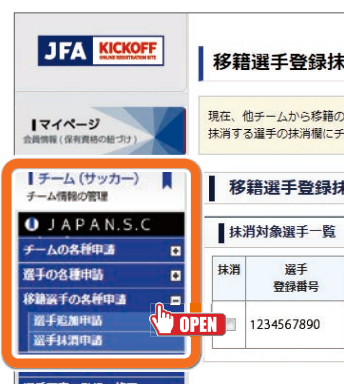 JFA KICKOFF
ONLINE REGISTRATION SITE
マイページ
会員情報(保有資格の紐づけ)
チーム(サッカー)
チーム情報の管理
JAPAN.S.C
チームの各種申請
選手の各種申請
移籍選手の各種申請
選手追加申請
選手抹消申請
OPEN
移籍選手登録抹
現在、他チームから移籍の
抹消する選手の抹消欄にチ
移籍選手登録抹
抹消対象選手一覧
抹消
選手
登録番号
1234567890